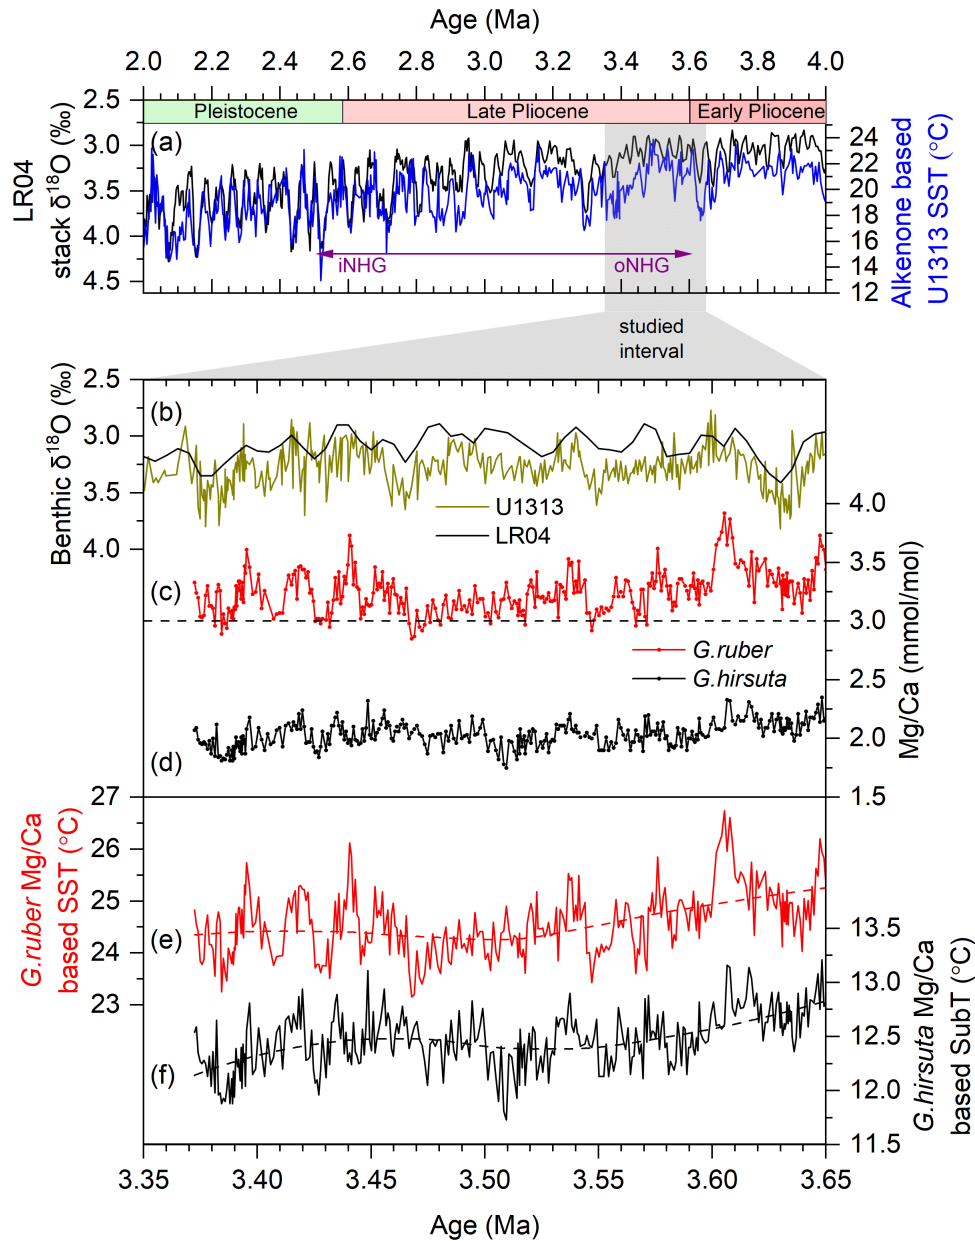 Age (Ma)
2.0 2.2 2.4 2.6 2.8 3.0 3.2 3.4 3.6 3.8 4.0
Pleistocene Late Pliocene Early Pliocene
(a)
LR04
stack δ18O (‰)
2.5
3.0
3.5
4.0
4.5
24
22
20
18
16
15
14
13
12
Alkenone based
U1313 SST (°C)
iNHG oNHG
studied
interval
(b)
Benthic δ18O (‰)
2.5
3.0
3.5
4.0
U1313
LR04
(c)
4.0
3.5
3.0
2.5
2.0
1.5
Mg/Ca (mmol/mol)
G.ruber
G.hirsuta
(d)
G.ruber Mg/Ca
based SST (°C)
27
26
25
24
23
(e)
13.5
13.0
12.5
12.0
11.5
G.hirsuta Mg/Ca
based SubT (°C)
(f)
3.35 3.40 3.45 3.50 3.55 3.60 3.65
Age (Ma)